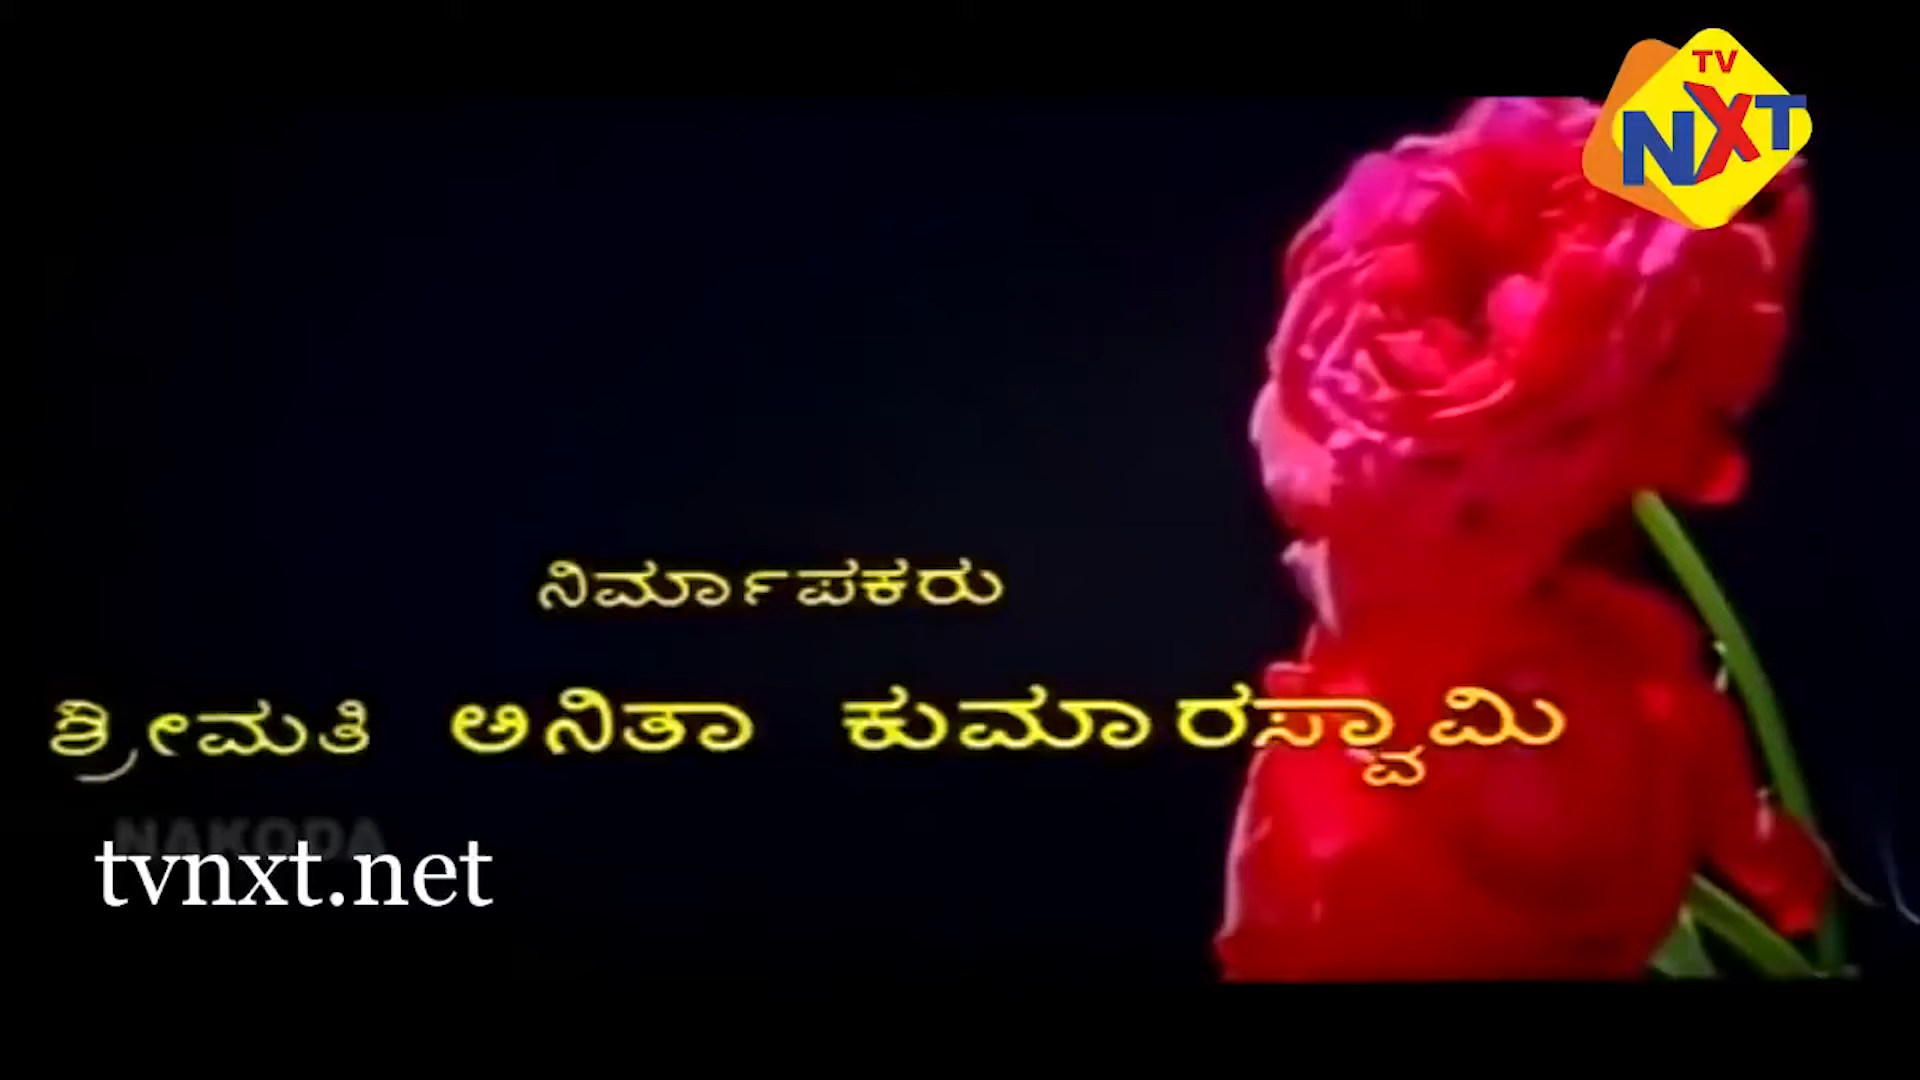 TV
NXT
ನಿರ್ಮಾಪಕರು
ಶ್ರೀಮತಿ ಅನಿತಾ ಕುಮಾರಸ್ವಾಮಿ
NAKODA
tvnxt.net